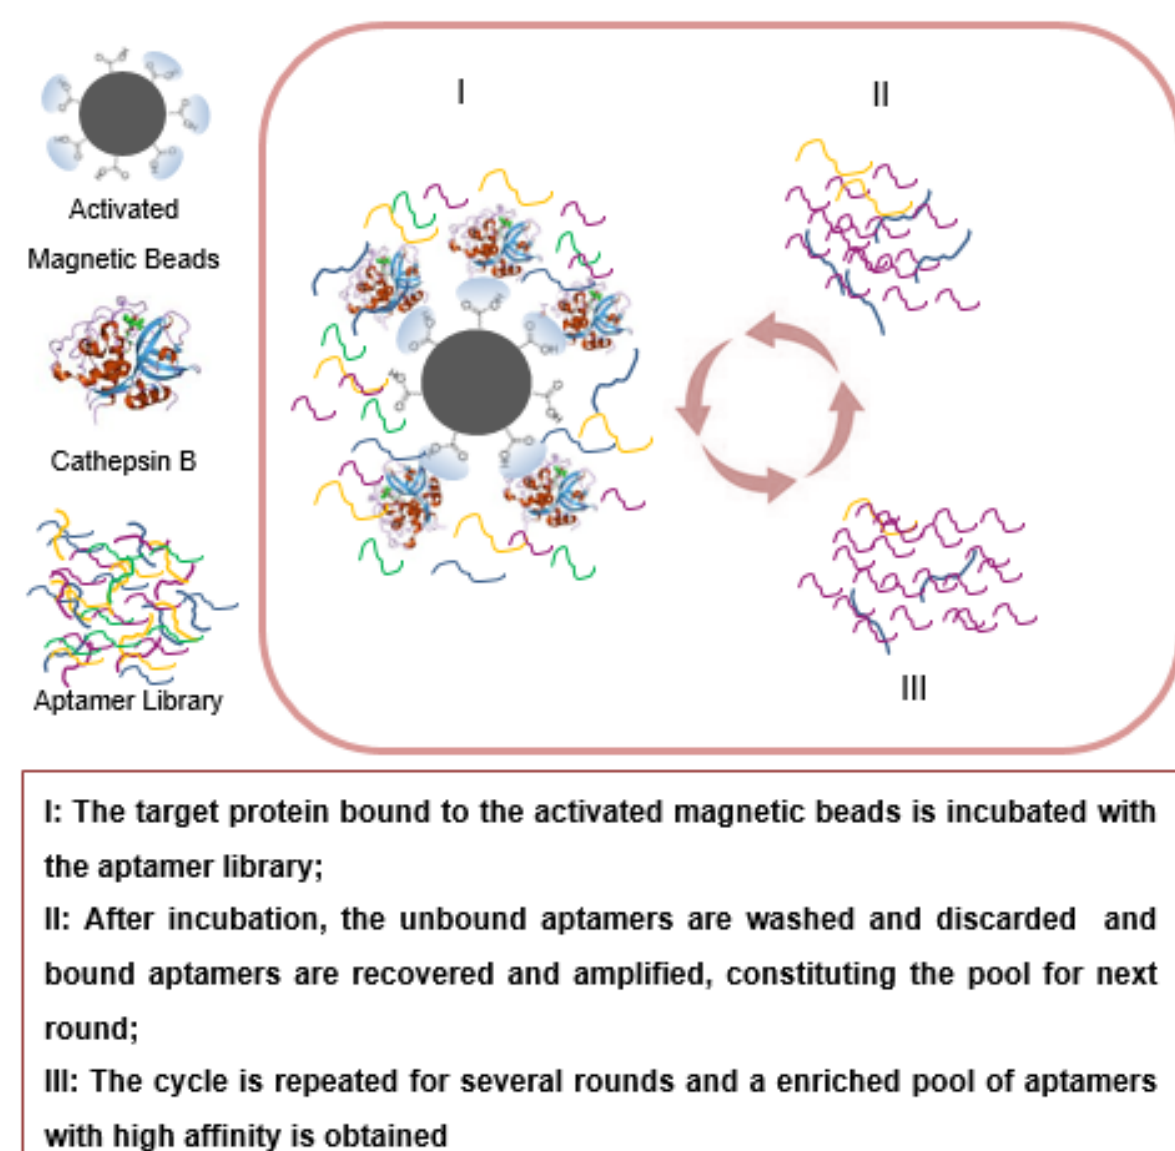 I
II
Activated
Magnetic Beads
Cathepsin B
Aptamer Library
III
I: The target protein bound to the activated magnetic beads is incubated with
the aptamer library;
II: After incubation, the unbound aptamers are washed and discarded and
bound aptamers are recovered and amplified, constituting the pool for next
round;
III: The cycle is repeated for several rounds and a enriched pool of aptamers
with high affinity is obtained